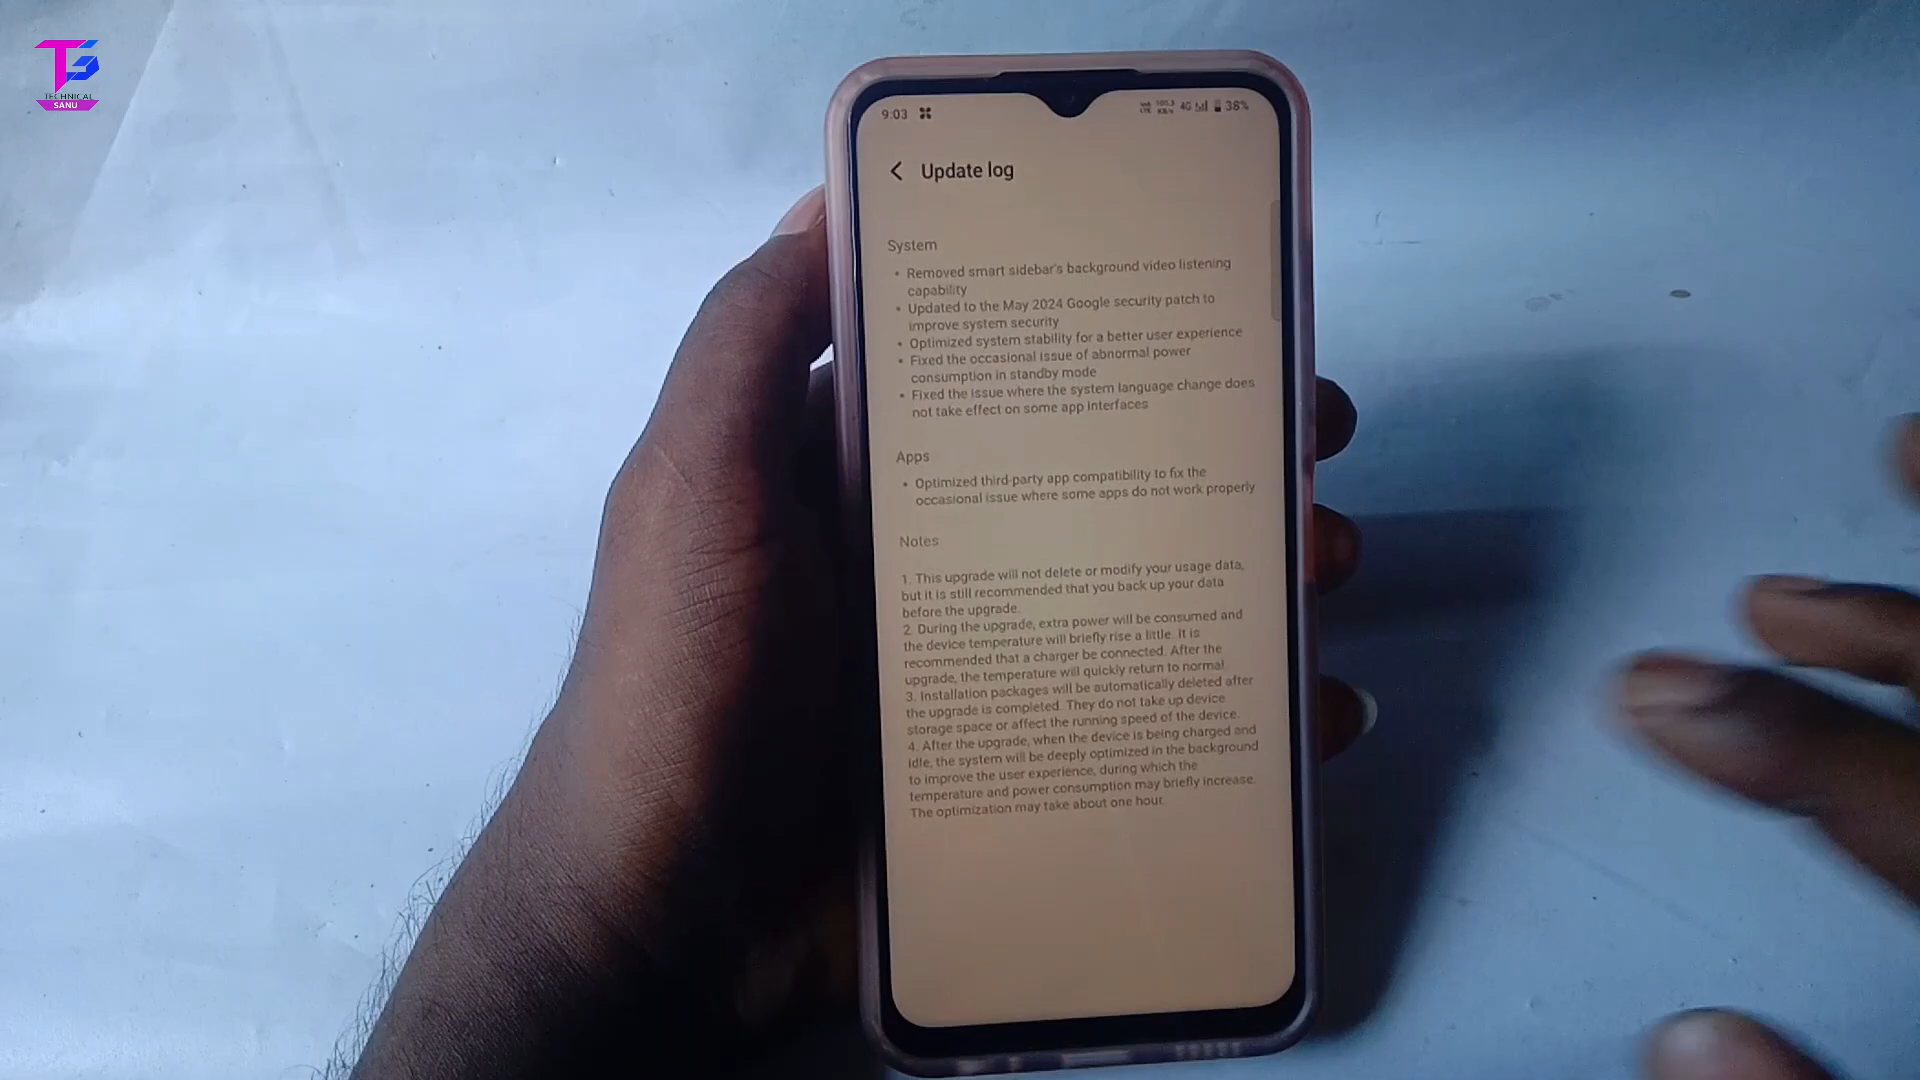 TECHNICAL
SANU
9:03
4G
38%
Update log
System
• Removed smart sidebar's background video listening
capability
• Updated to the May 2024 Google security patch to
improve system security
• Optimized system stability for a better user experience
• Fixed the occasional issue of abnormal power
consumption in standby mode
• Fixed the issue where the system language change does
not take effect on some app interfaces
Apps
• Optimized third-party app compatibility to fix the
occasional issue where some apps do not work properly
Notes
1. This upgrade will not delete or modify your usage data,
but it is still recommended that you back up your data
before the upgrade.
2. During the upgrade, extra power will be consumed and
the device temperature will briefly rise a little. It is
recommended that a charger be connected. After the
upgrade, the temperature will quickly return to normal.
3. Installation packages will be automatically deleted after
the upgrade is completed. They do not take up device
storage space or affect the running speed of the device.
4. After the upgrade, when the device is being charged and
idle, the system will be deeply optimized in the background
to improve the user experience, during which the
temperature and power consumption may briefly increase.
The optimization may take about one hour.